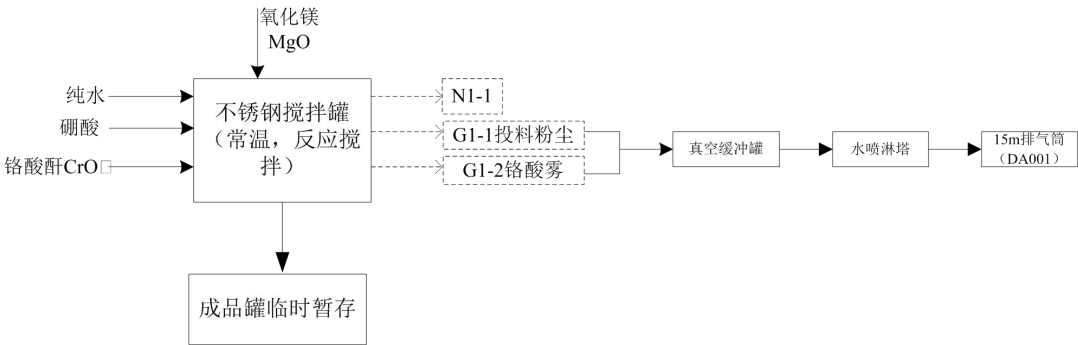 氧化镁
MgO
纯水
硼酸
铬酸酐CrO□
不锈钢搅拌罐
（常温，反应搅
拌）
N1-1
G1-1投料粉尘
G1-2铬酸雾
真空缓冲罐
水喷淋塔
15m排气筒
（DA001）
成品罐临时暂存